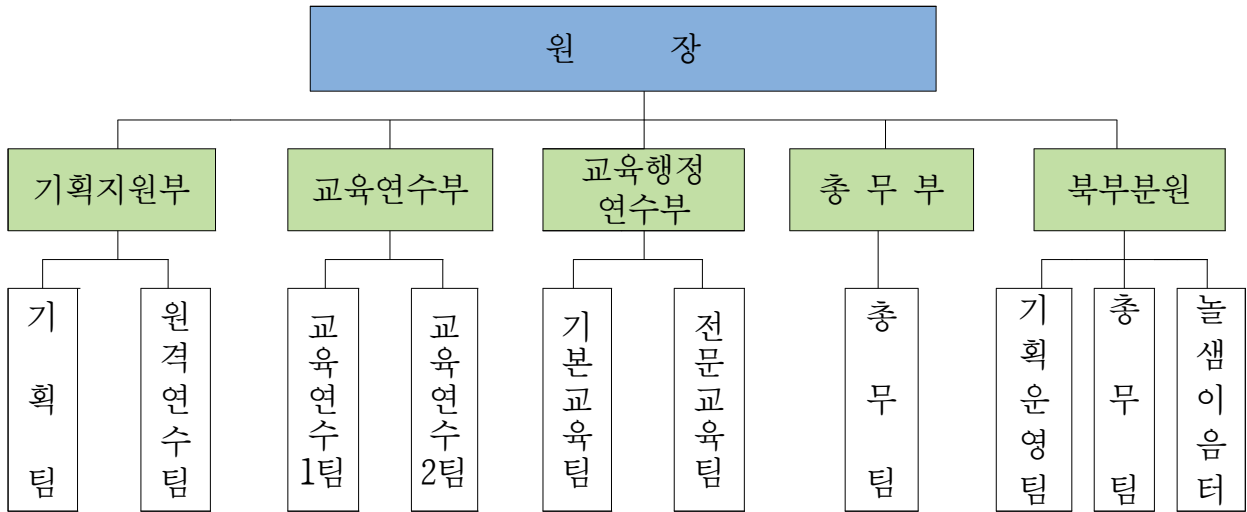 원 장
기획지원부
교육연수부
교육행정
연수부
총 무 부
북부분원
기획팀
원격연수팀
교육연수1팀
교육연수2팀
기본교육팀
전문교육팀
총무팀
기획운영팀
총무팀
놀샘이음터